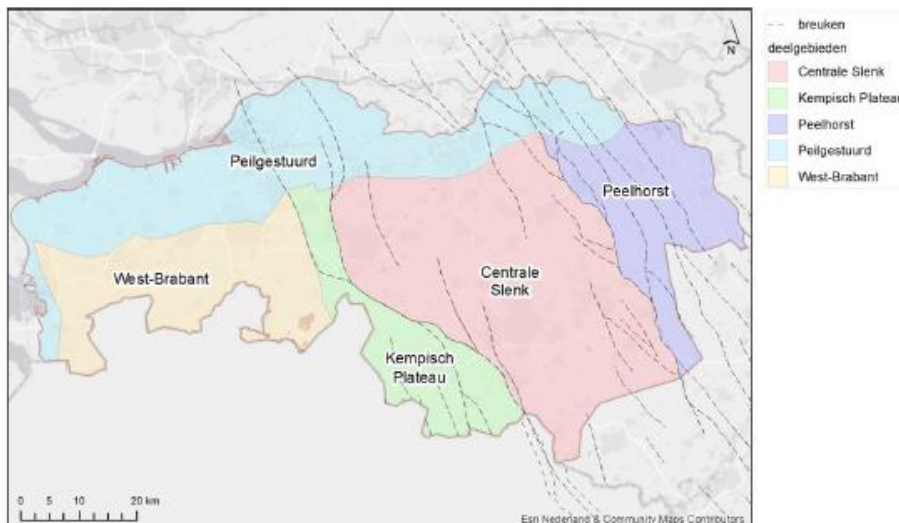 N
Peilgestuurd
Peelhorst
West-Brabant
Centrale
Slenk
Kempisch
Plateau
0 5 10 20 km
Esri Nederland & Community Maps Contributors
breuken
deelgebieden
Centrale Slenk
Kempisch Plateau
Peelhorst
Peilgestuurd
West-Brabant